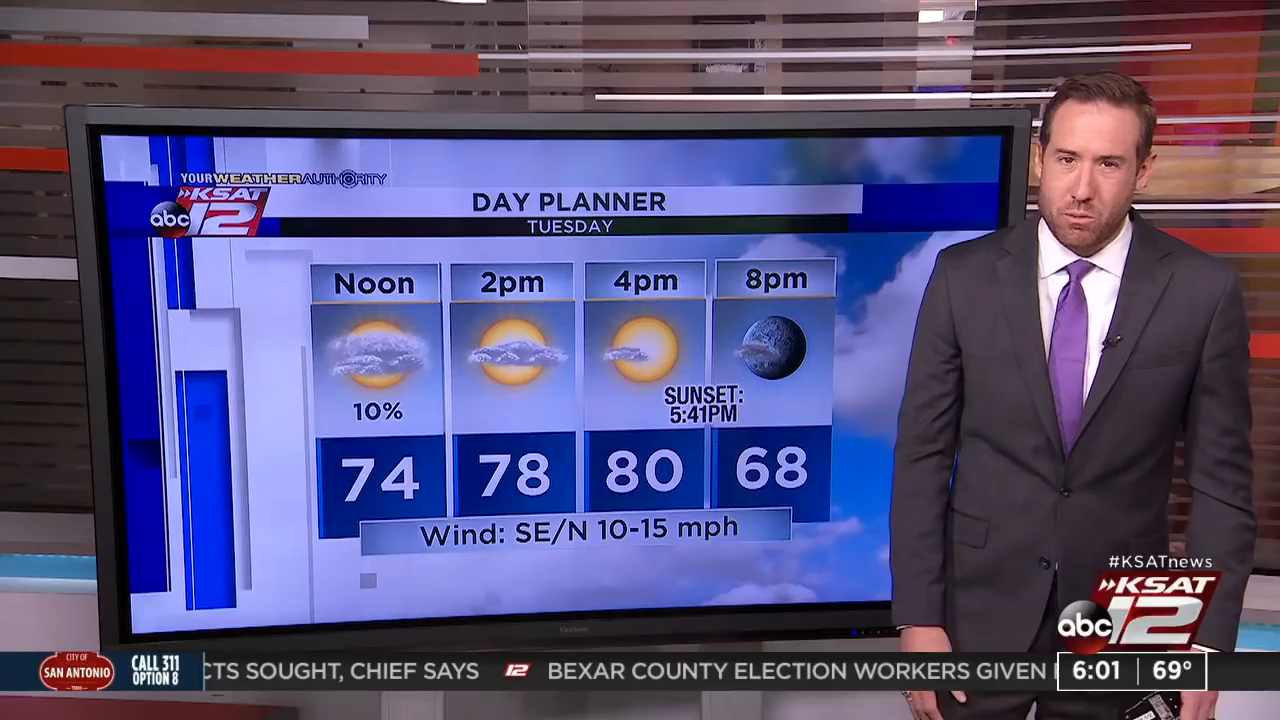 YOUR WEATHER AUTHORITY
KSAT
abc 12
DAY PLANNER
TUESDAY
Noon 2pm 4pm 8pm
10%
SUNSET:
5:41PM
74 78 80 68
Wind: SE/N 10-15 mph
#KSATnews
KSAT
abc 12
CITY OF
SAN ANTONIO
CALL 311
OPTION 8
CTS SOUGHT, CHIEF SAYS 12 BEXAR COUNTY ELECTION WORKERS GIVEN
6:01 69°